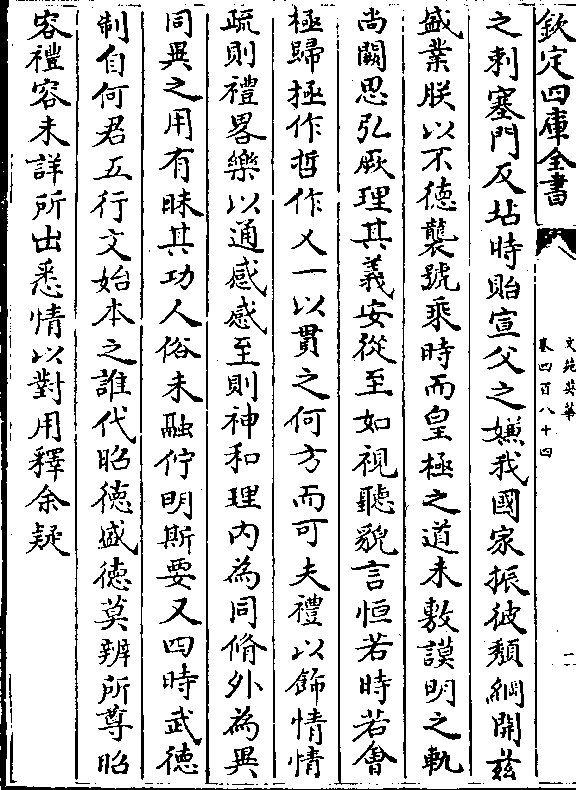 欽定四庫全書
文苑英華
卷四百八十四
二
之刺塞門反坫時貽宣父之嫌我國家振彼頽綱開兹
盛業朕以不德襲號乘時而皇極之道未敷謨明之軌
尚闕思弘厥理其義安從至如視聽貌言恒若時若會
極歸極作哲作乂一以貫之何方而可夫禮以飾情情
疏則禮畧樂以通感感至則神和理内為同脩外為異
同異之用有昧其功人俗未融佇明斯要又四時武德
制自何君五行文始本之誰代昭德盛德莫辨所尊昭
容禮容未詳所出悉情以對用釋余疑